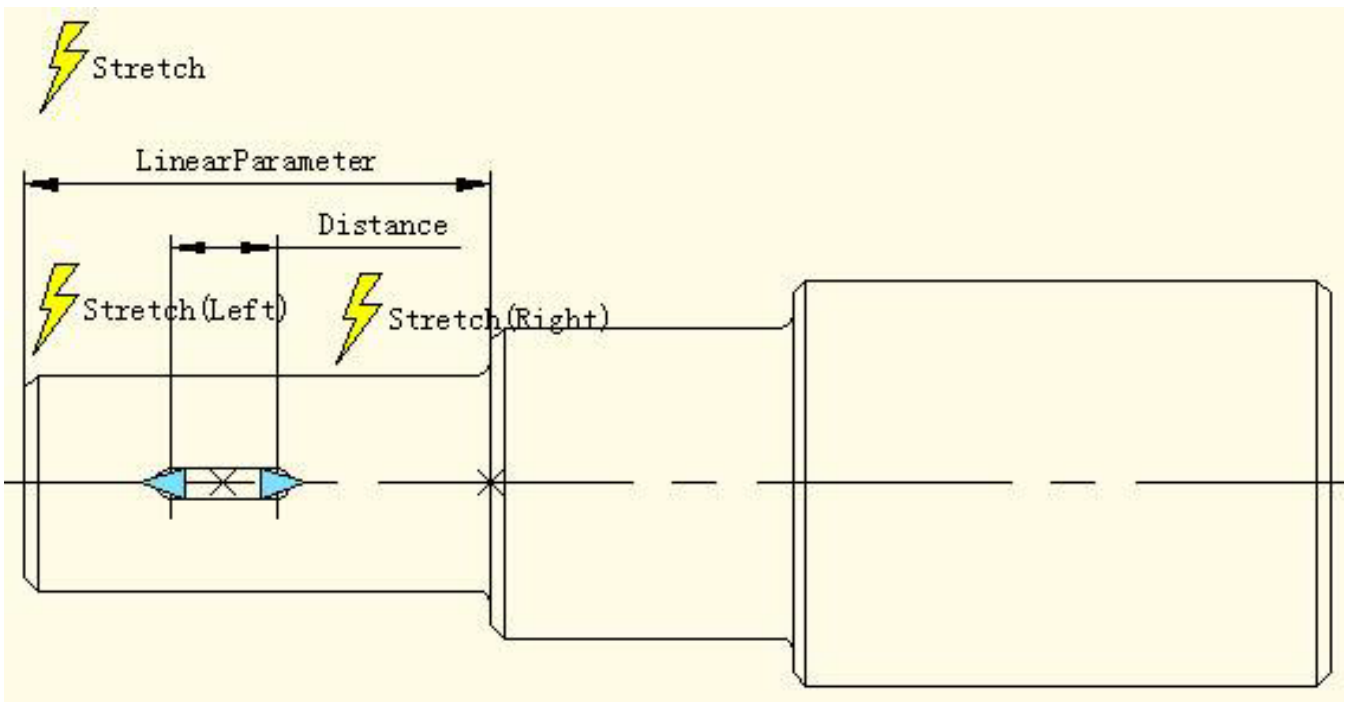 Stretch
LinearParameter
Distance
Stretch(Left)
Stretch(Right)